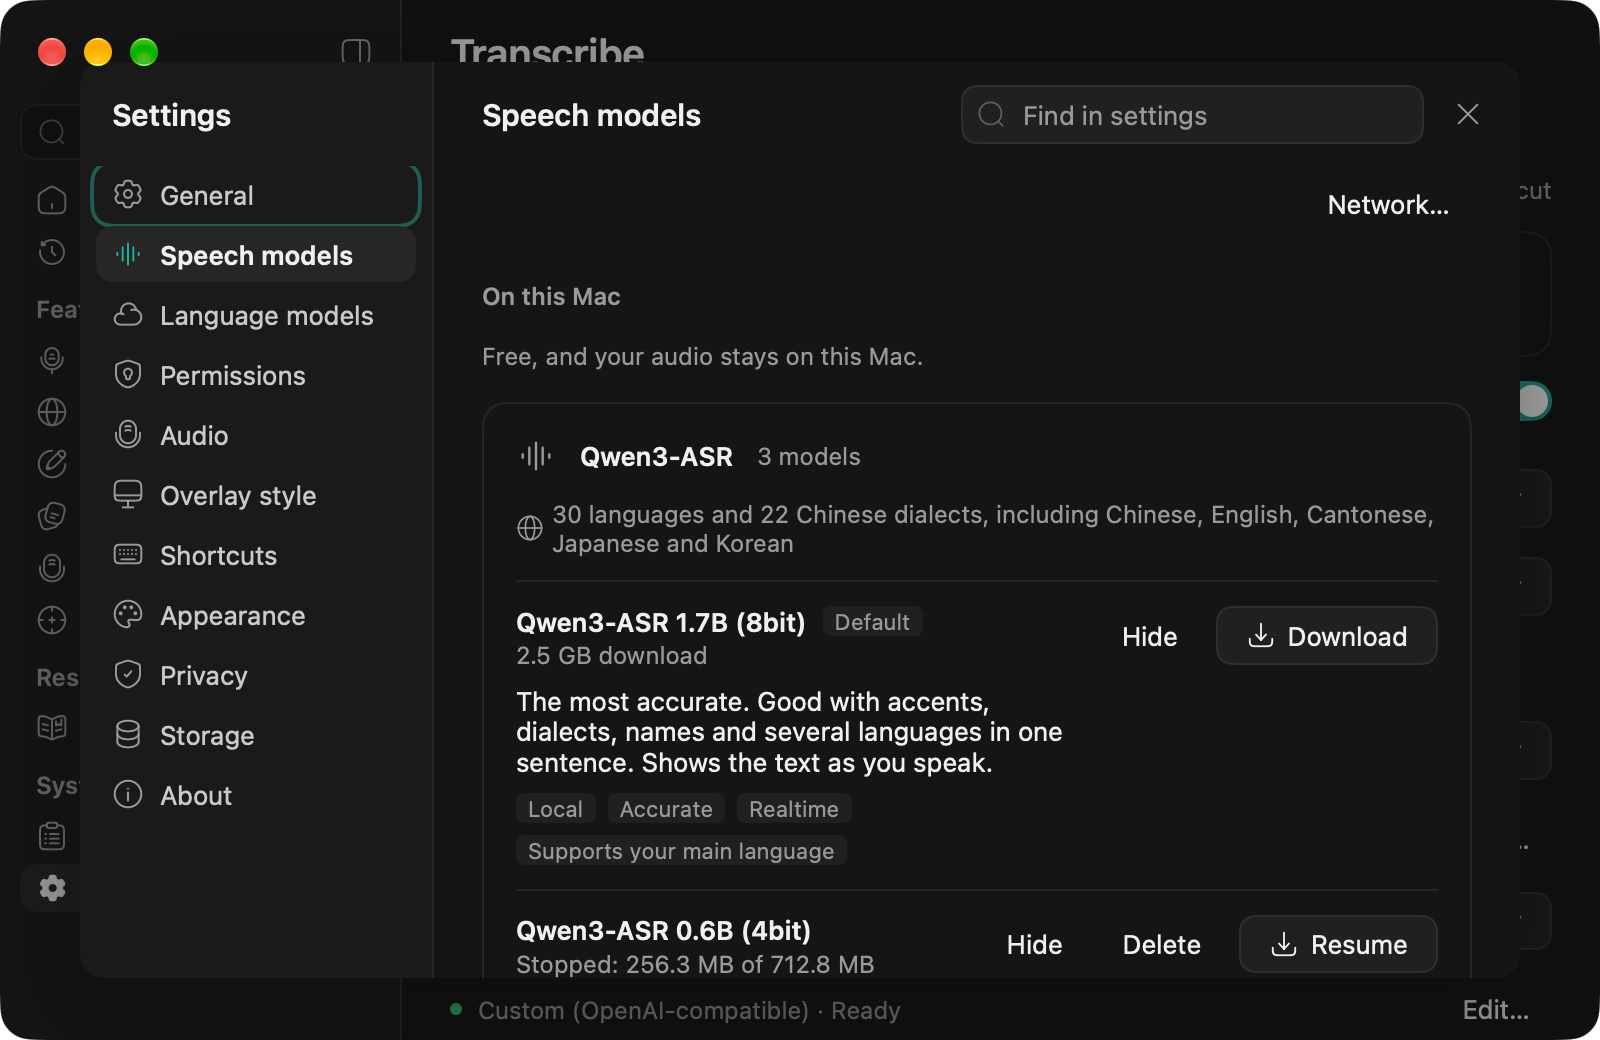 Transcribe
Settings
Speech models
Find in settings
General
Speech models
Language models
Permissions
Audio
Overlay style
Shortcuts
Appearance
Privacy
Storage
About
Network...
On this Mac
Free, and your audio stays on this Mac.
Qwen3-ASR 3 models
30 languages and 22 Chinese dialects, including Chinese, English, Cantonese,
Japanese and Korean
Qwen3-ASR 1.7B (8bit) Default
2.5 GB download
Hide Download
The most accurate. Good with accents,
dialects, names and several languages in one
sentence. Shows the text as you speak.
Local Accurate Realtime
Supports your main language
Qwen3-ASR 0.6B (4bit)
Stopped: 256.3 MB of 712.8 MB
Hide Delete Resume
Custom (OpenAI-compatible) · Ready
Edit...